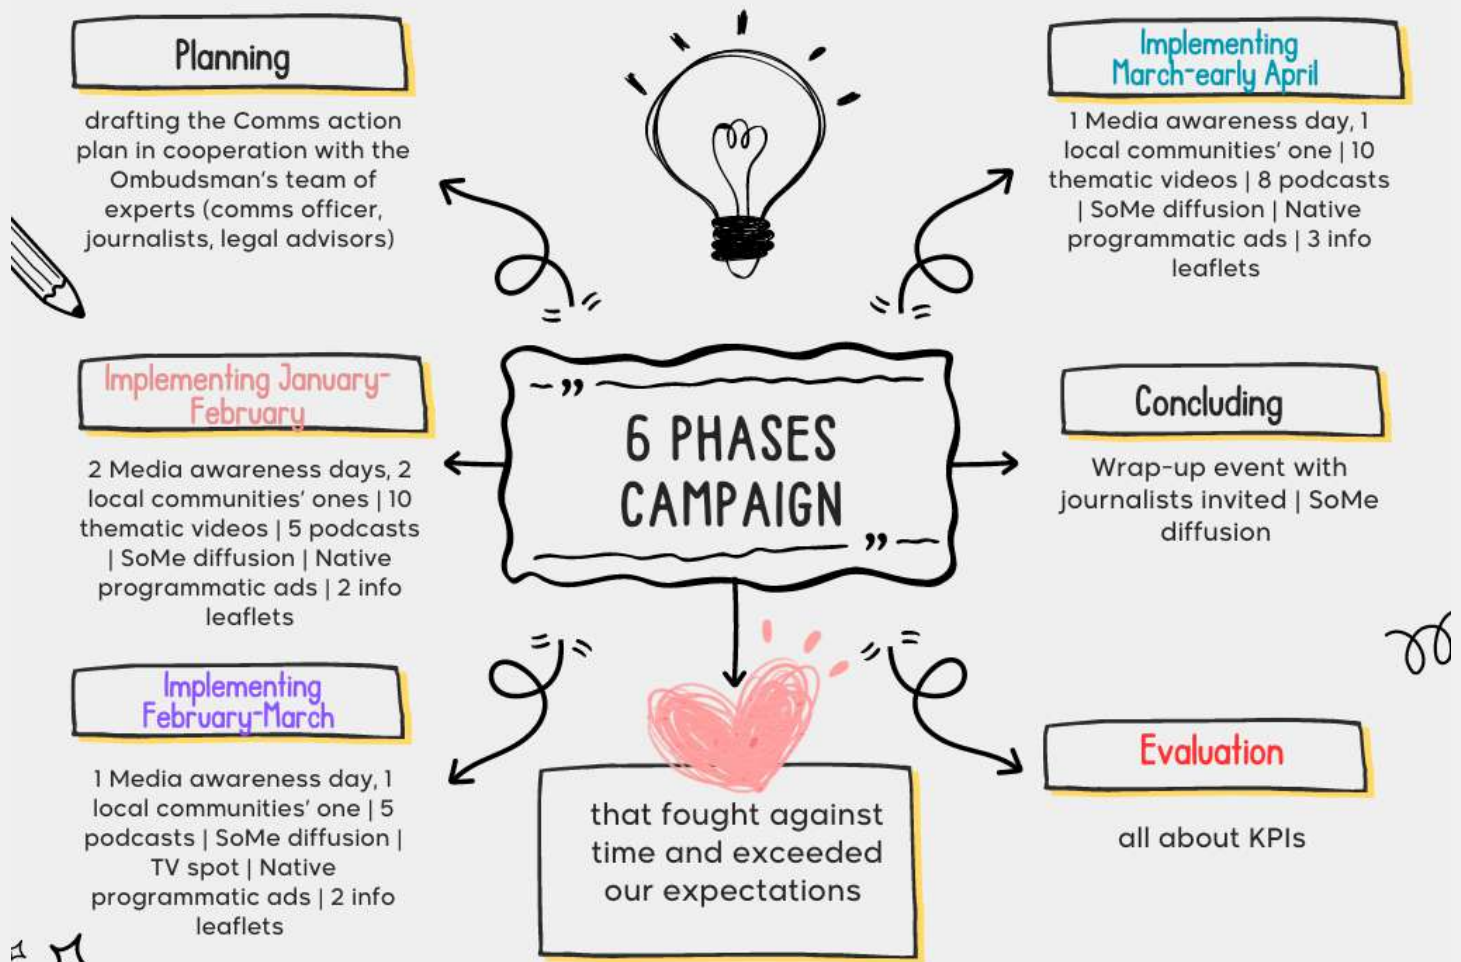 Planning
drafting the Comms action
plan in cooperation with the
Ombudsman's team of
experts (comms officer,
journalists, legal advisors)
Implementing January-
February
2 Media awareness days, 2
local communities' ones | 10
thematic videos | 5 podcasts
| SoMe diffusion | Native
programmatic ads | 2 info
leaflets
Implementing
February-March
1 Media awareness day, 1
local communities' one | 5
podcasts | SoMe diffusion |
TV spot | Native
programmatic ads | 2 info
leaflets
6 PHASES
CAMPAIGN
that fought against
time and exceeded
our expectations
Implementing
March-early April
1 Media awareness day, 1
local communities' one | 10
thematic videos | 8 podcasts
| SoMe diffusion | Native
programmatic ads | 3 info
leaflets
Concluding
Wrap-up event with
journalists invited | SoMe
diffusion
Evaluation
all about KPIs